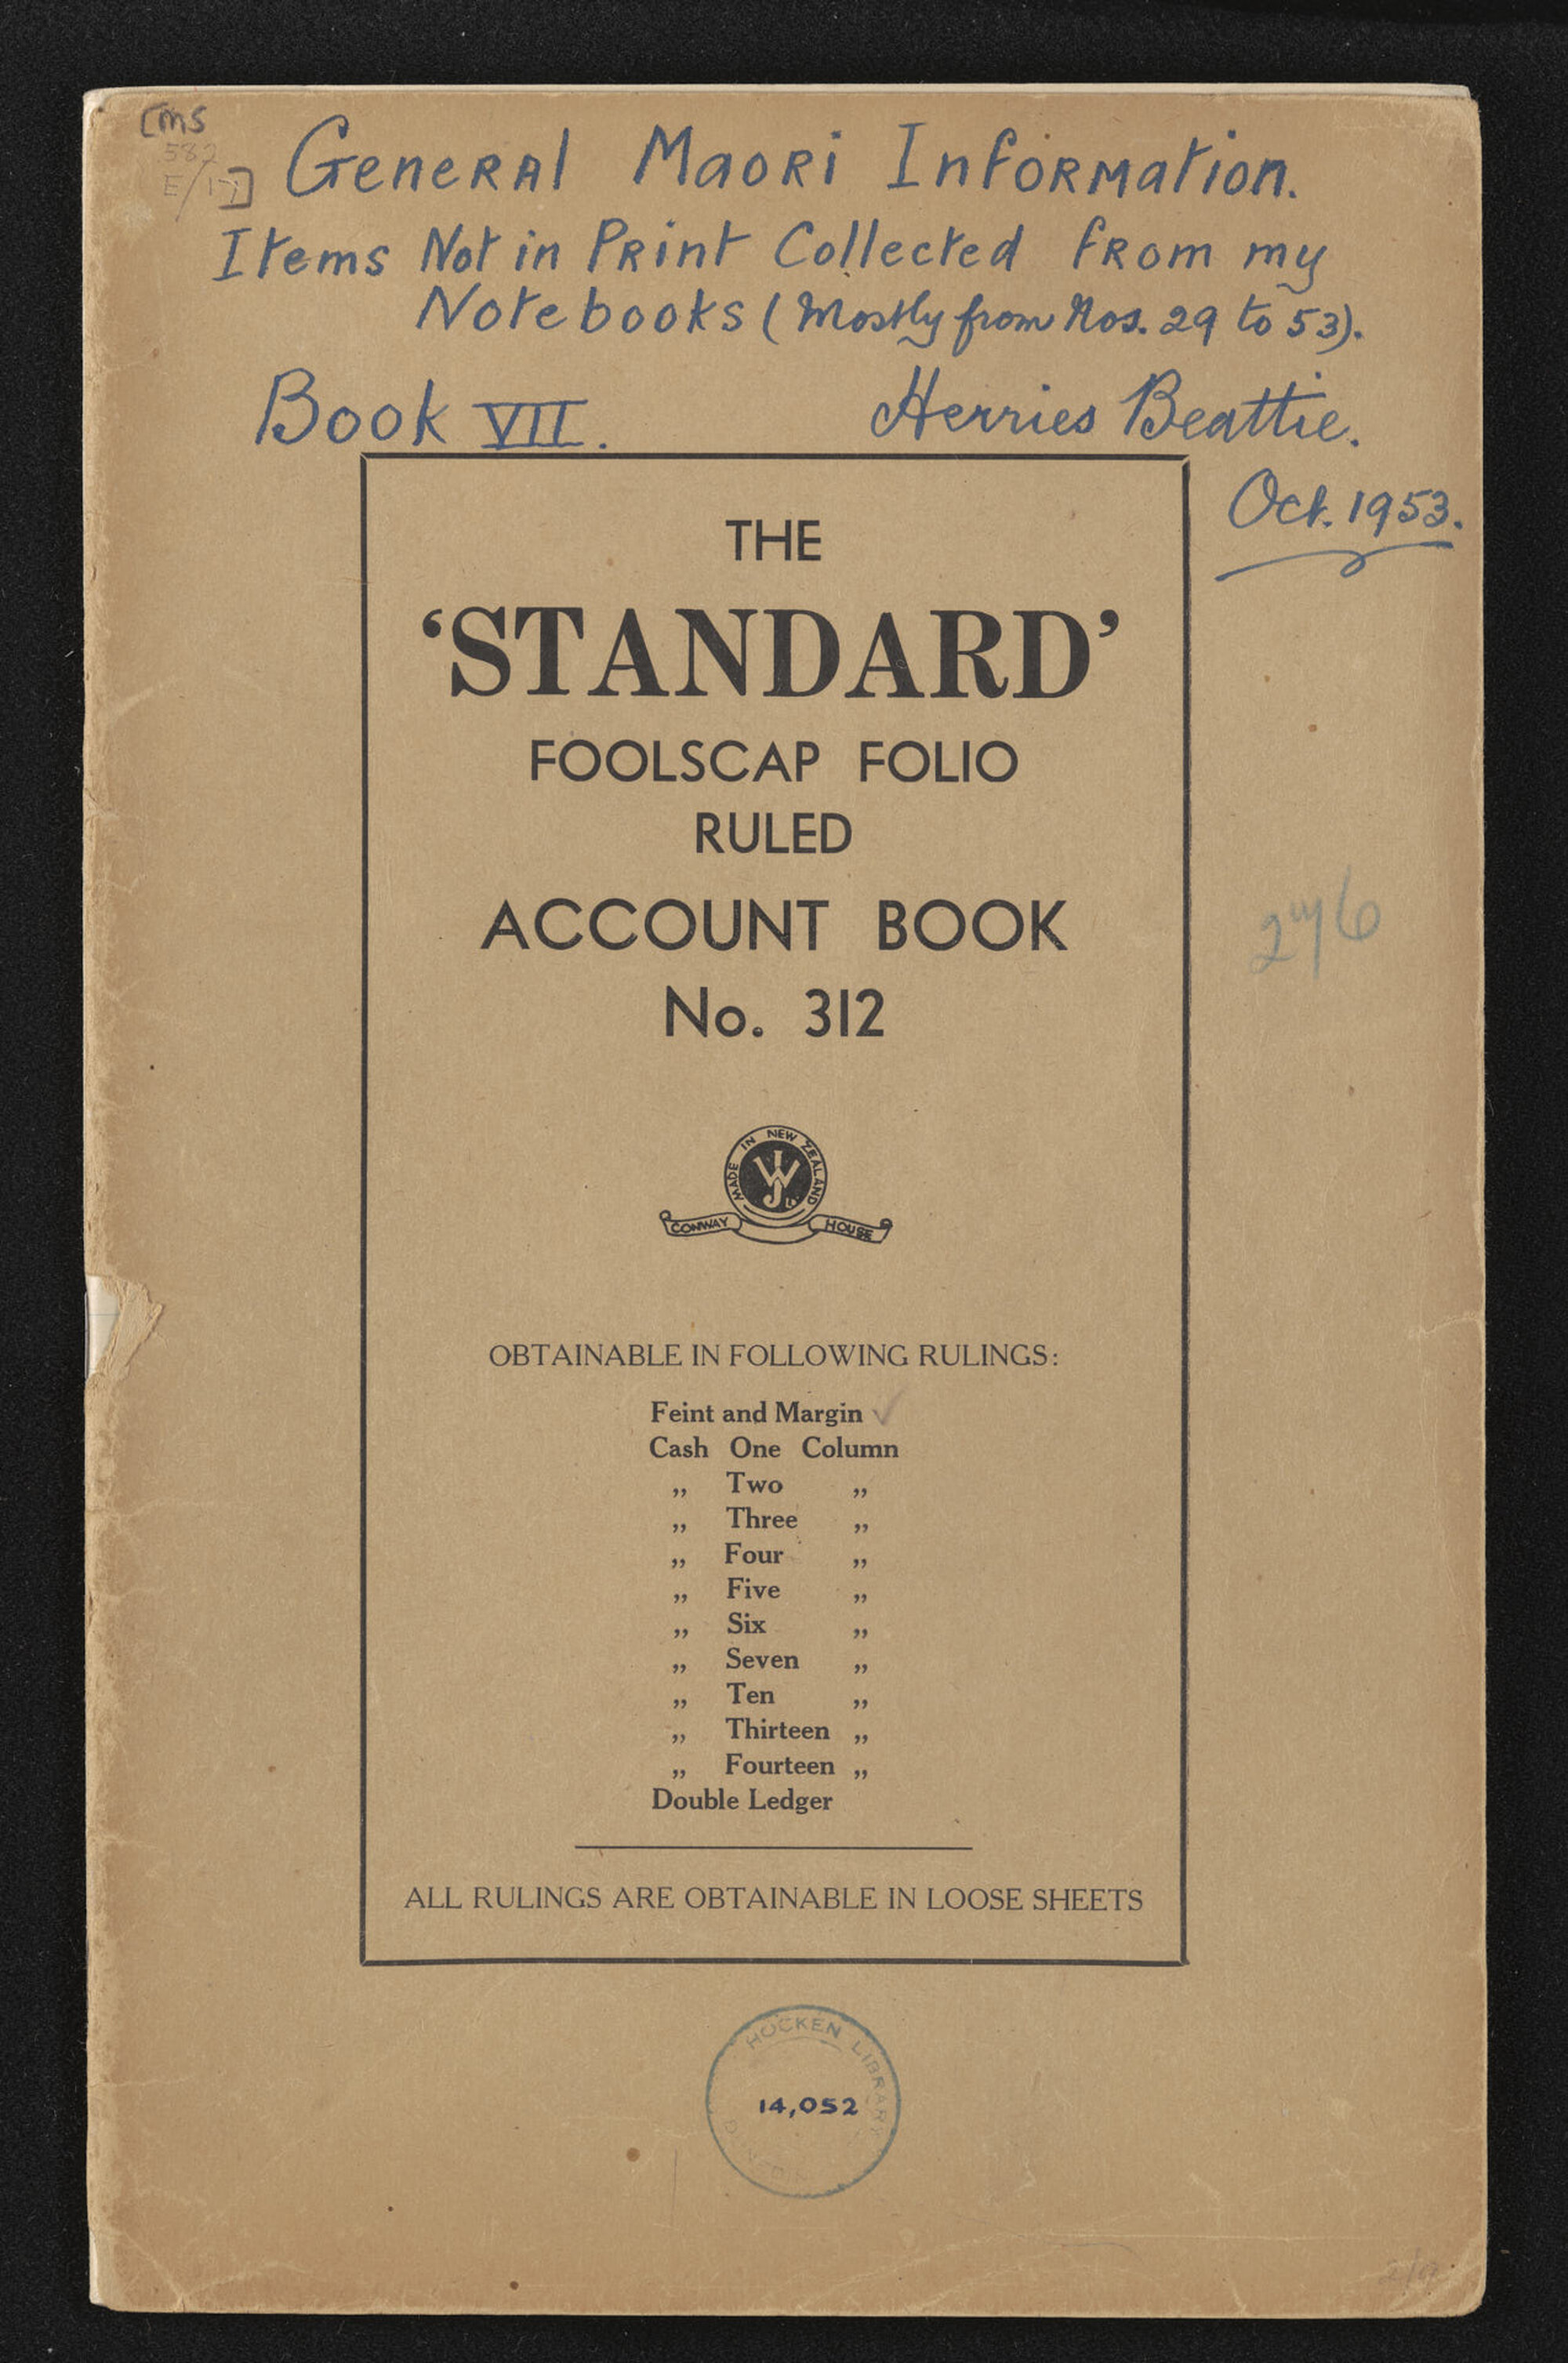 [MS
582
E/
General Maori Information.
Items Not in Print Collected from my
Notebooks (Mostly from Nos. 29 to 53).
Book VII. Herries Beattie.
Oct. 1953.
THE
‘STANDARD’
FOOLSCAP FOLIO
RULED
ACCOUNT BOOK
No. 312
2/6
MADE IN NEW ZEALAND
CONWAY HOUSE
OBTAINABLE IN FOLLOWING RULINGS:
Feint and Margin ✓
Cash One Column
„ Two „
„ Three „
„ Four „
„ Five „
„ Six „
„ Seven „
„ Ten „
„ Thirteen „
„ Fourteen „
Double Ledger
ALL RULINGS ARE OBTAINABLE IN LOOSE SHEETS
HOCKEN LIBRARY
14,052